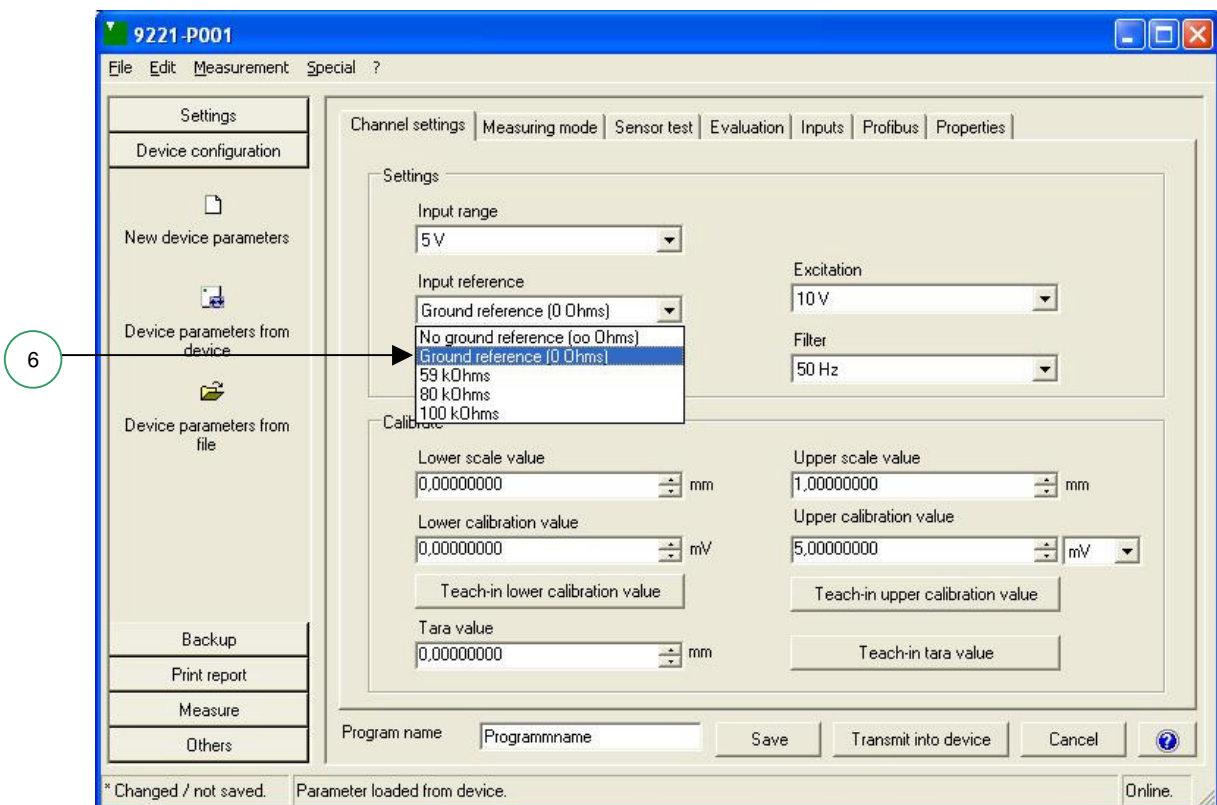 9221-P001
File Edit Measurement Special ?
Settings
Device configuration
New device parameters
Device parameters from
device
Device parameters from
file
Backup
Print report
Measure
Others
6
Channel settings Measuring mode Sensor test Evaluation Inputs Profibus Properties
Settings
Input range
5 V
Input reference
Ground reference (0 Ohms)
No ground reference (oo Ohms)
Ground reference (0 Ohms)
59 kOhms
80 kOhms
100 kOhms
Excitation
10 V
Filter
50 Hz
Calibrate
Lower scale value
0,00000000 mm
Upper scale value
1,00000000 mm
Lower calibration value
0,00000000 mV
Upper calibration value
5,00000000 mV
Teach-in lower calibration value
Teach-in upper calibration value
Tara value
0,00000000 mm
Teach-in tara value
Program name Programmname Save Transmit into device Cancel
* Changed / not saved. Parameter loaded from device. Online.